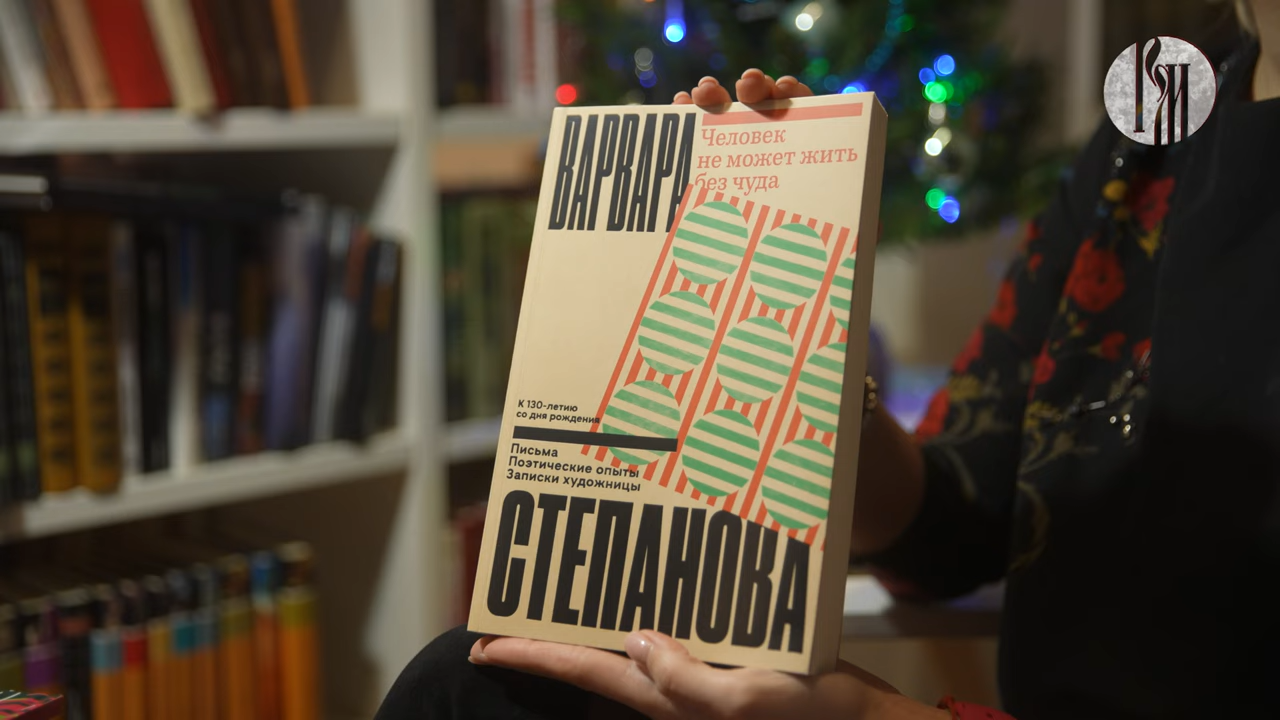 ВАРВАРА
Человек
не может жить
без чуда
К 130-летию
со дня рождения
Письма
Поэтические опыты
Записки художницы
СТЕПАНОВА